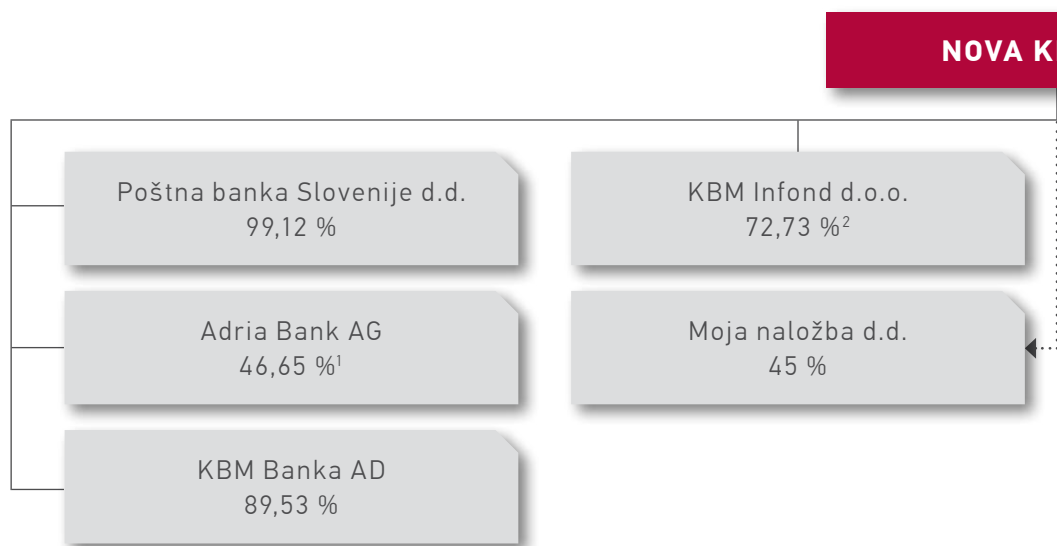 NOVA K
Poštna banka Slovenije d.d.
99,12 %
KBM Infond d.o.o.
72,73 %²
Adria Bank AG
46,65 %¹
Moja naložba d.d.
45 %
KBM Banka AD
89,53 %